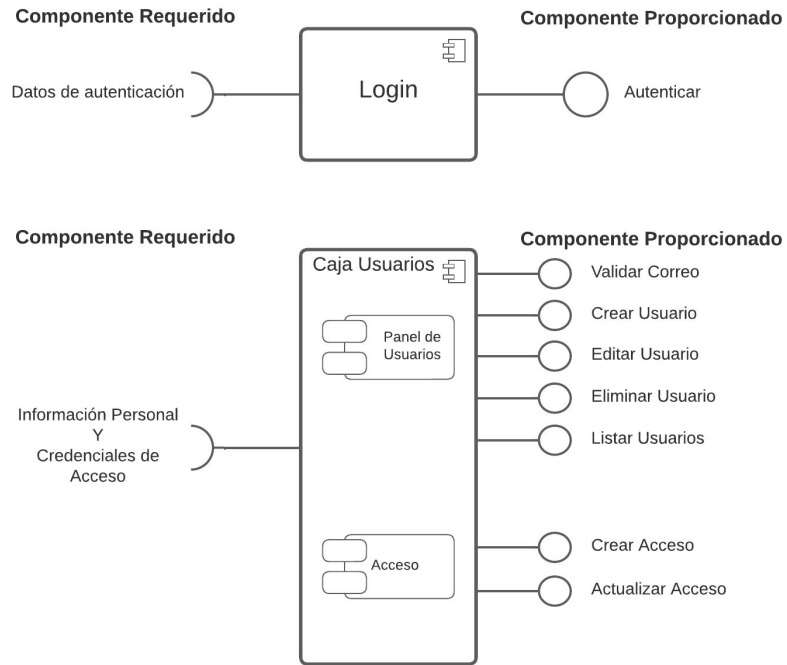 Componente Requerido
Componente Proporcionado
Datos de autenticación
Login
Autenticar
Componente Requerido
Componente Proporcionado
Caja Usuarios
Validar Correo
Panel de
Usuarios
Crear Usuario
Editar Usuario
Eliminar Usuario
Listar Usuarios
Información Personal
Y
Credenciales de
Acceso
Acceso
Crear Acceso
Actualizar Acceso